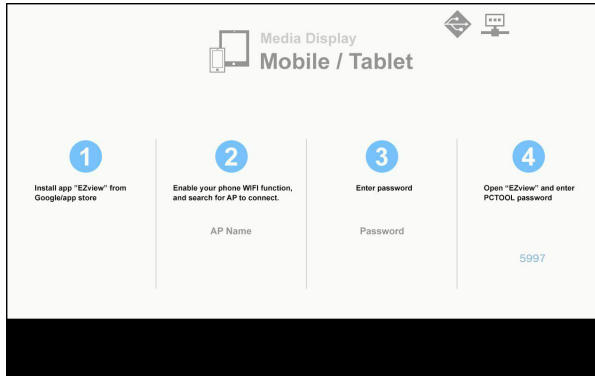 Media Display
Mobile / Tablet
1
2
3
4
Install app "EZview" from
Google/app store
Enable your phone WIFI function,
and search for AP to connect.
AP Name
Enter password
Password
Open "EZview" and enter
PCTOOL password
5997